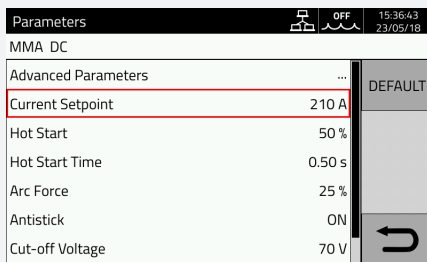 Parameters OFF 15:36:43
23/05/18
MMA DC
Advanced Parameters ...
DEFAULT
Current Setpoint 210 A
Hot Start 50 %
Hot Start Time 0.50 s
Arc Force 25 %
Antistick ON
Cut-off Voltage 70 V